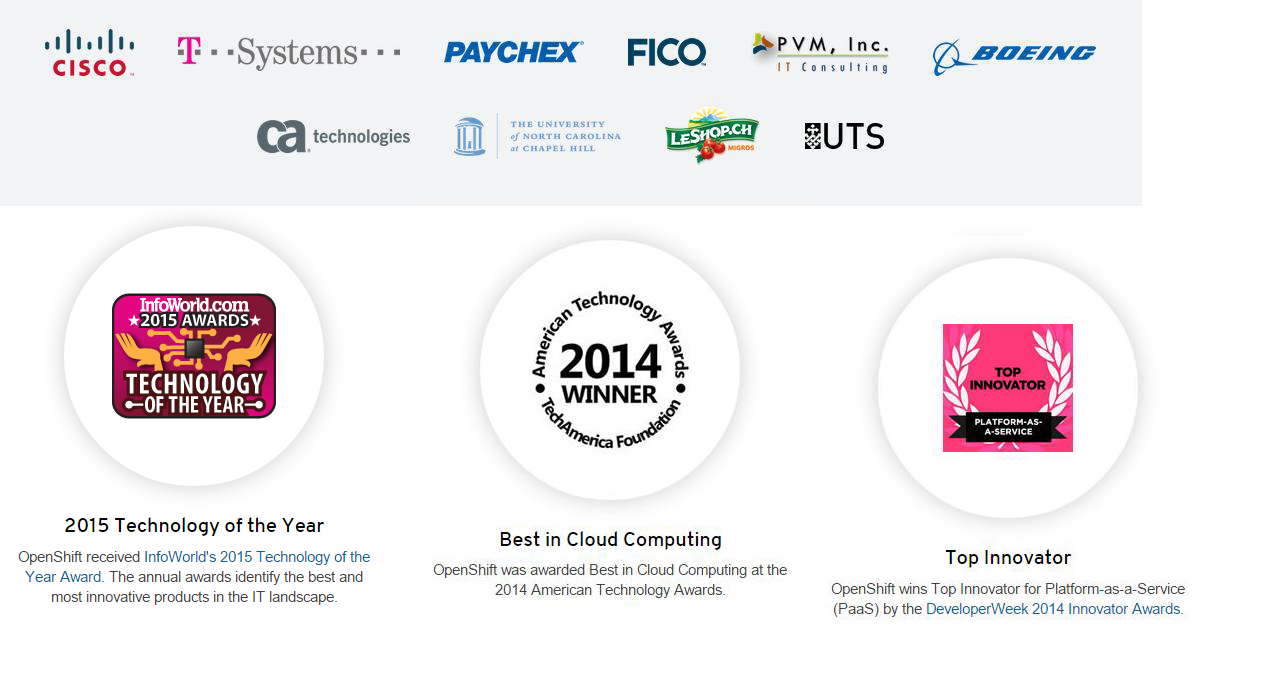 CISCO
T··Systems···
PAYCHEX
FICO
PVM, Inc.
IT Consulting
BOEING
ca technologies
THE UNIVERSITY
of NORTH CAROLINA
at CHAPEL HILL
LESHOP.CH
MIGROS
UTS
InfoWorld.com
★2015 AWARDS★
TECHNOLOGY
OF THE YEAR
2015 Technology of the Year
OpenShift received InfoWorld's 2015 Technology of the
Year Award. The annual awards identify the best and
most innovative products in the IT landscape.
American Technology Awards
2014
WINNER
TechAmerica Foundation
Best in Cloud Computing
OpenShift was awarded Best in Cloud Computing at the
2014 American Technology Awards.
TOP
INNOVATOR
PLATFORM-AS-
A-SERVICE
Top Innovator
OpenShift wins Top Innovator for Platform-as-a-Service
(PaaS) by the DeveloperWeek 2014 Innovator Awards.